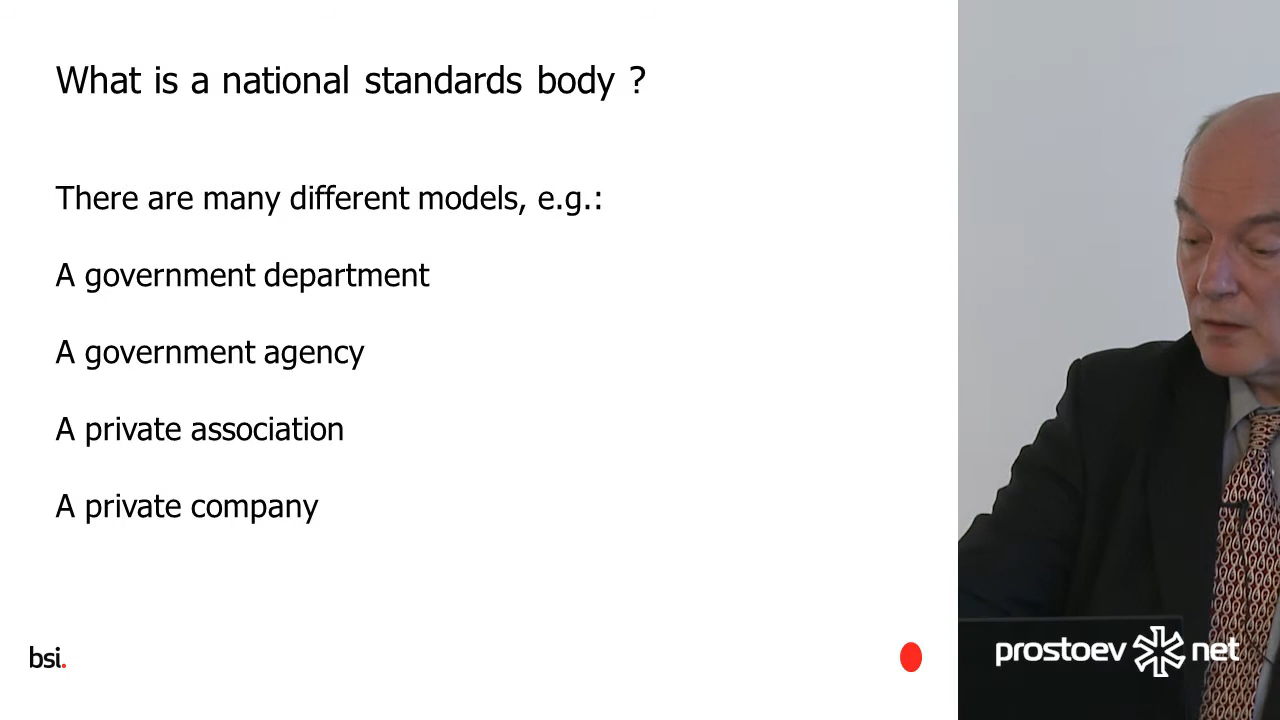 What is a national standards body ?
There are many different models, e.g.:
A government department
A government agency
A private association
A private company
bsi.
prostoev net